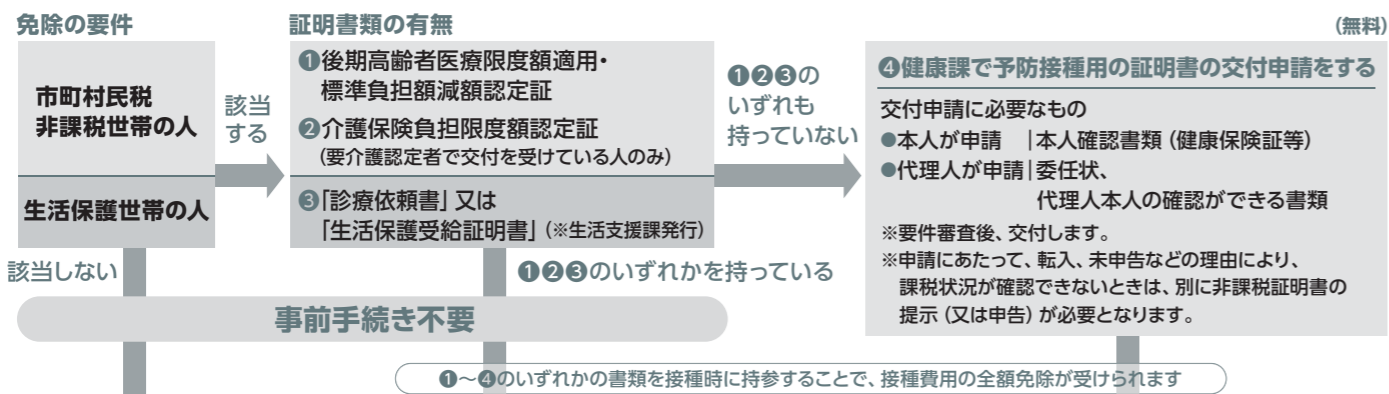 免除の要件
市町村民税
非課税世帯の人
生活保護世帯の人
該当
する
証明書類の有無
❶後期高齢者医療限度額適用・
標準負担額減額認定証
❷介護保険負担限度額認定証
（要介護認定者で交付を受けている人のみ）
❸「診療依頼書」又は
「生活保護受給証明書」（※生活支援課発行）
❶❷❸の
いずれも
持っていない
（無料）
❹健康課で予防接種用の証明書の交付申請をする
交付申請に必要なもの
●本人が申請 ｜本人確認書類（健康保険証等）
●代理人が申請｜委任状、
代理人本人の確認ができる書類
※要件審査後、交付します。
※申請にあたって、転入、未申告などの理由により、
課税状況が確認できないときは、別に非課税証明書の
提示（又は申告）が必要となります。
該当しない
❶❷❸のいずれかを持っている
事前手続き不要
❶〜❹のいずれかの書類を接種時に持参することで、接種費用の全額免除が受けられます